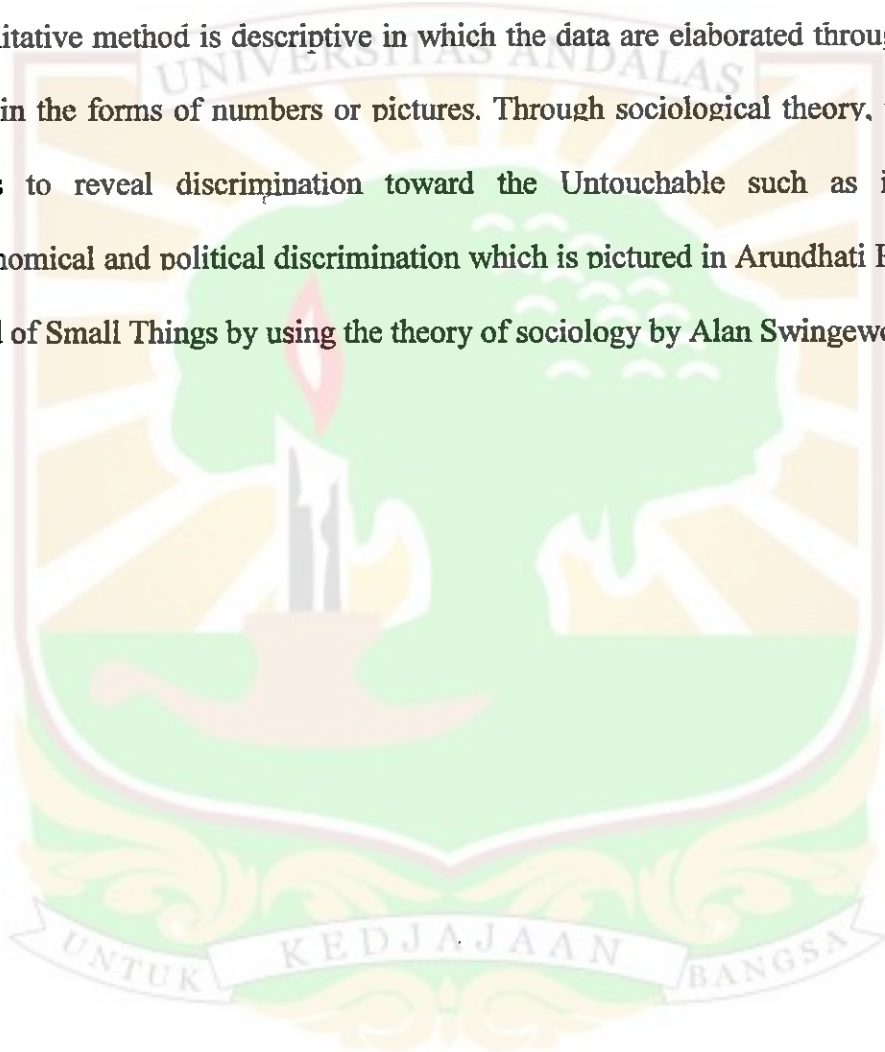 itative method is descriptive in which the data are elaborated throug
UNIVERSITAS ANDALAS
in the forms of numbers or pictures. Through sociological theory,
s to reveal discrimination toward the Untouchable such as i
nomical and political discrimination which is pictured in Arundhati
of Small Things by using the theory of sociology by Alan Swingewo
UNTUK KEDJAJAAN BANGSA